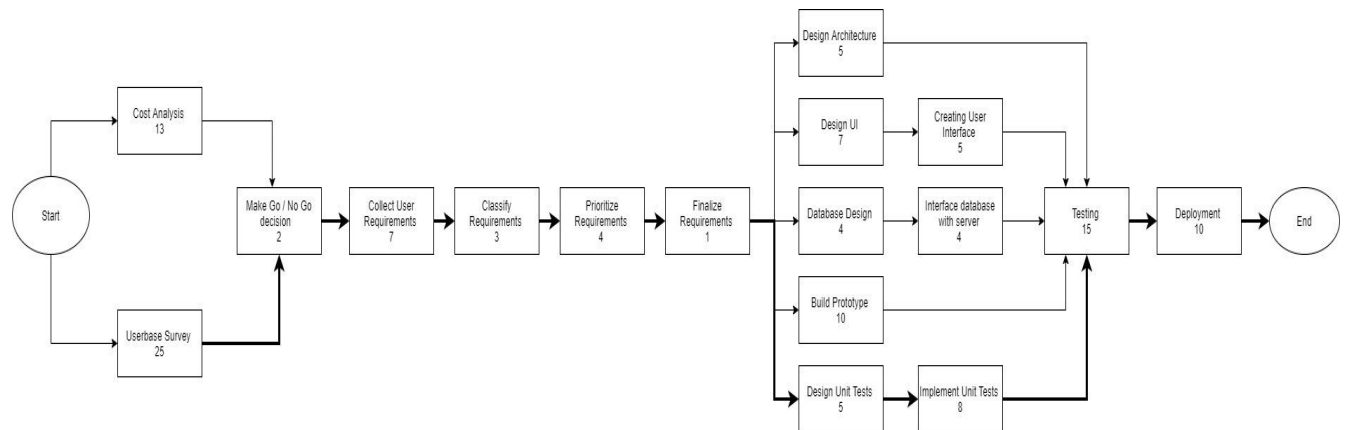 Start
Cost Analysis
13
Userbase Survey
25
Make Go / No Go
decision
2
Collect User
Requirements
7
Classify
Requirements
3
Prioritize
Requirements
4
Finalize
Requirements
1
Design Architecture
5
Design UI
7
Creating User
Interface
5
Database Design
4
Interface database
with server
4
Build Prototype
10
Design Unit Tests
5
Implement Unit Tests
8
Testing
15
Deployment
10
End